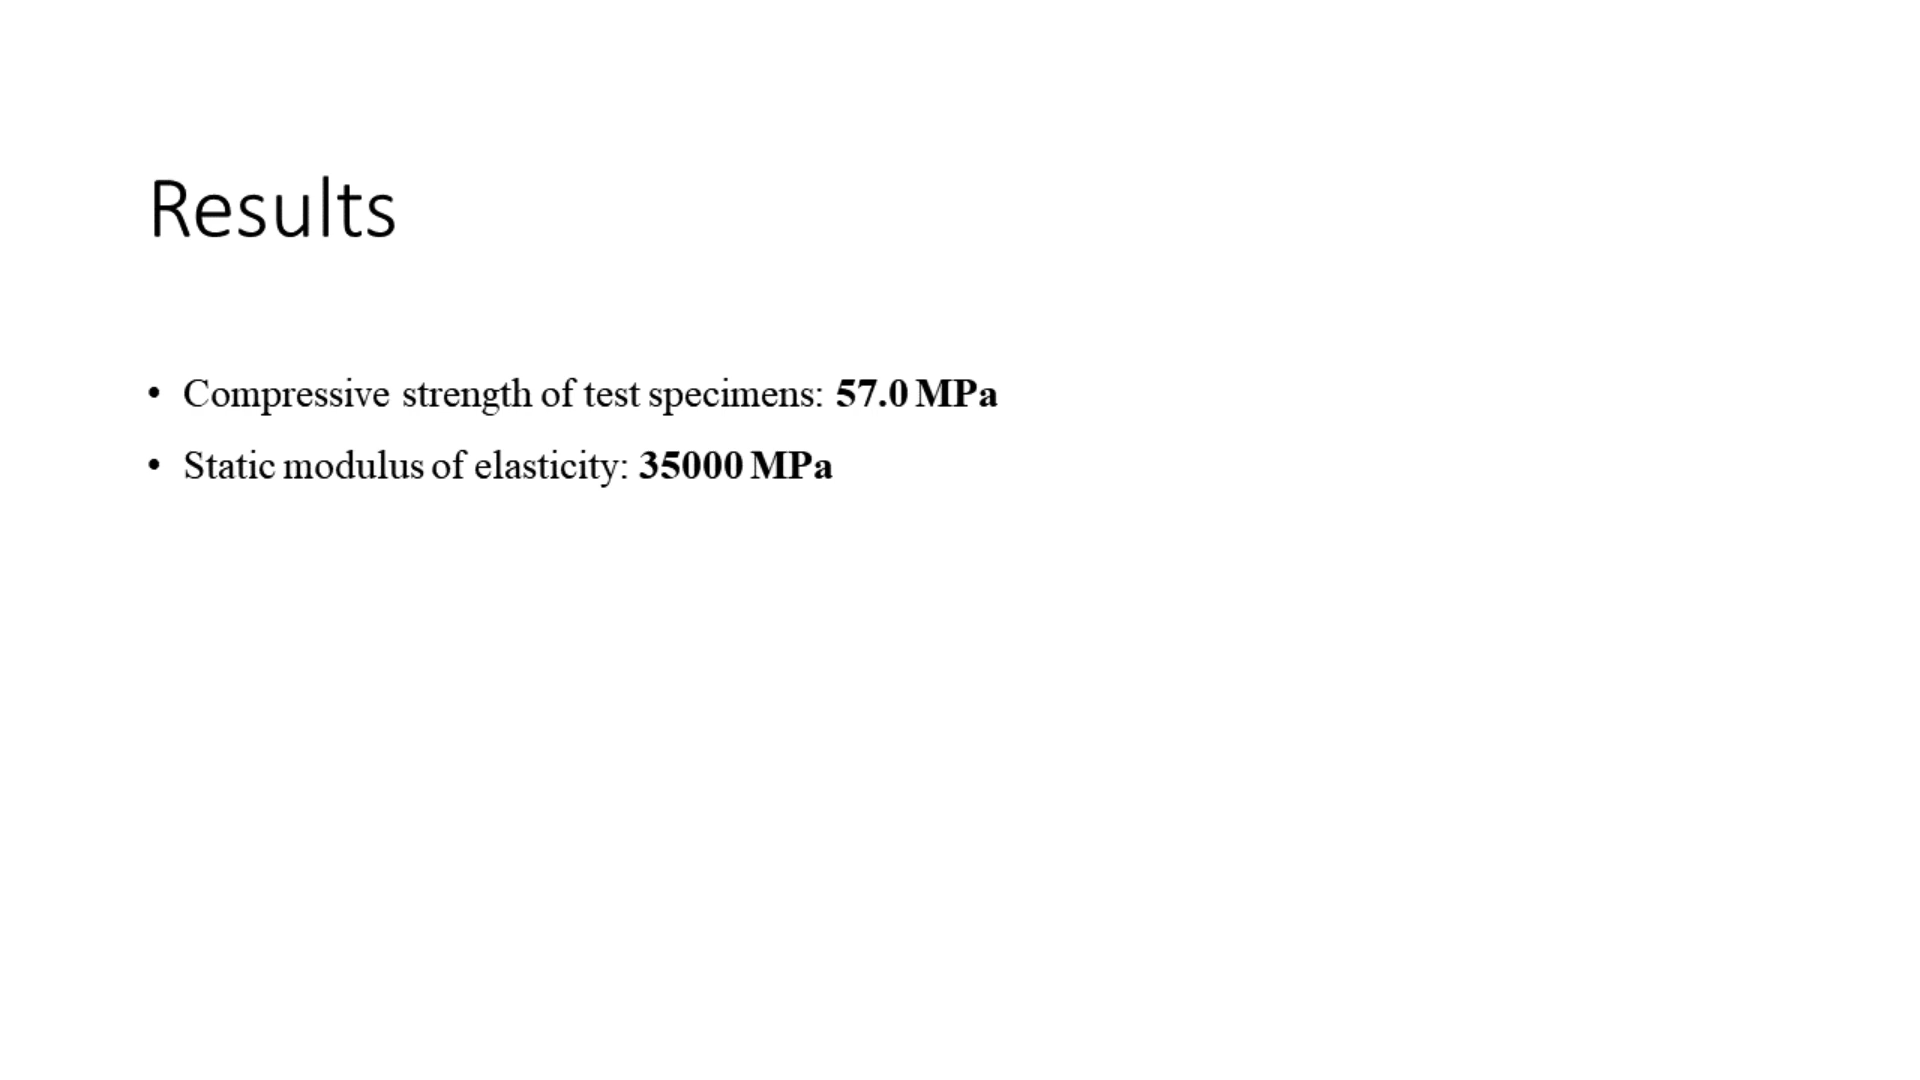 Results
• Compressive strength of test specimens: 57.0 MPa
• Static modulus of elasticity: 35000 MPa